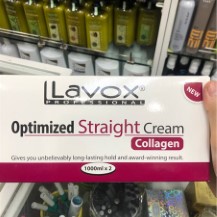 Lavox®
PROFESSIONAL
NEW
Optimized Straight Cream
Collagen
Gives you unbelievably long lasting hold and award-winning result.
1000ml x 2